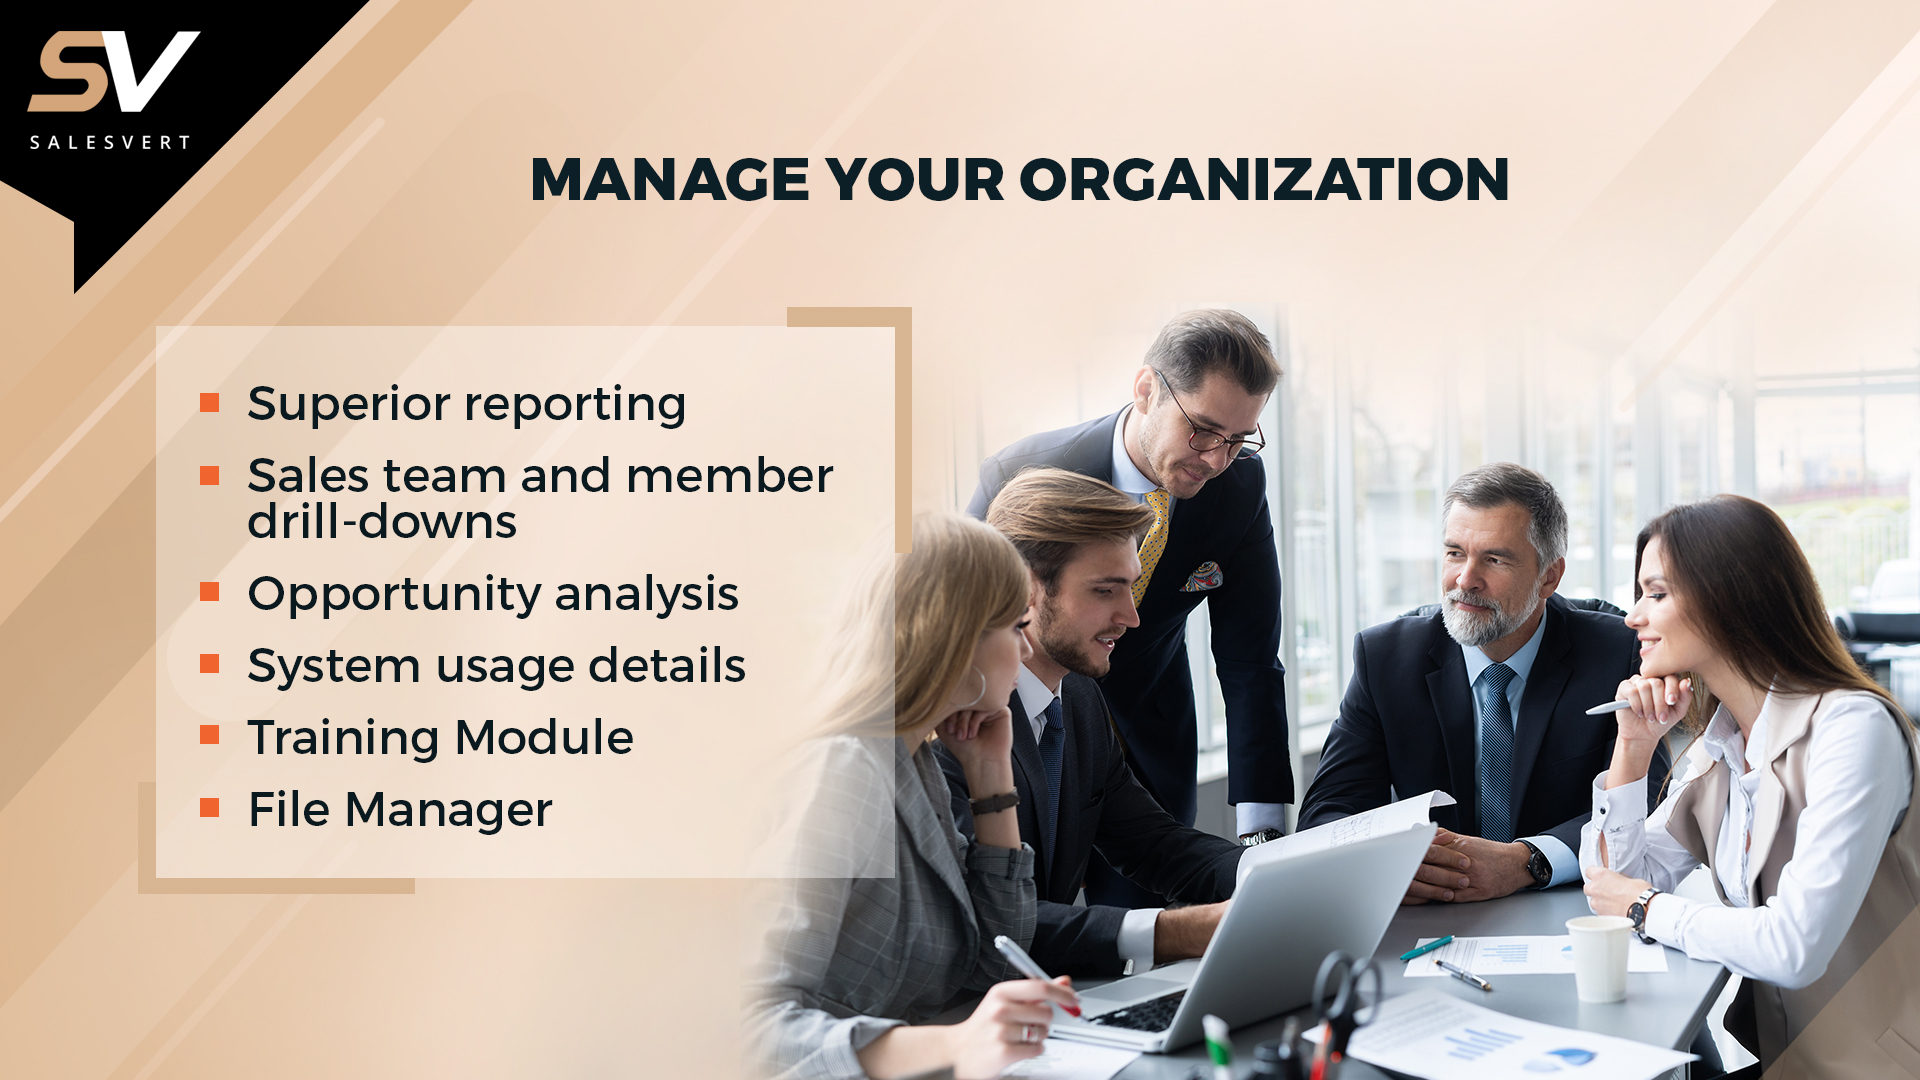 SV
SALESVERT
MANAGE YOUR ORGANIZATION
Superior reporting
Sales team and member
drill-downs
Opportunity analysis
System usage details
Training Module
File Manager